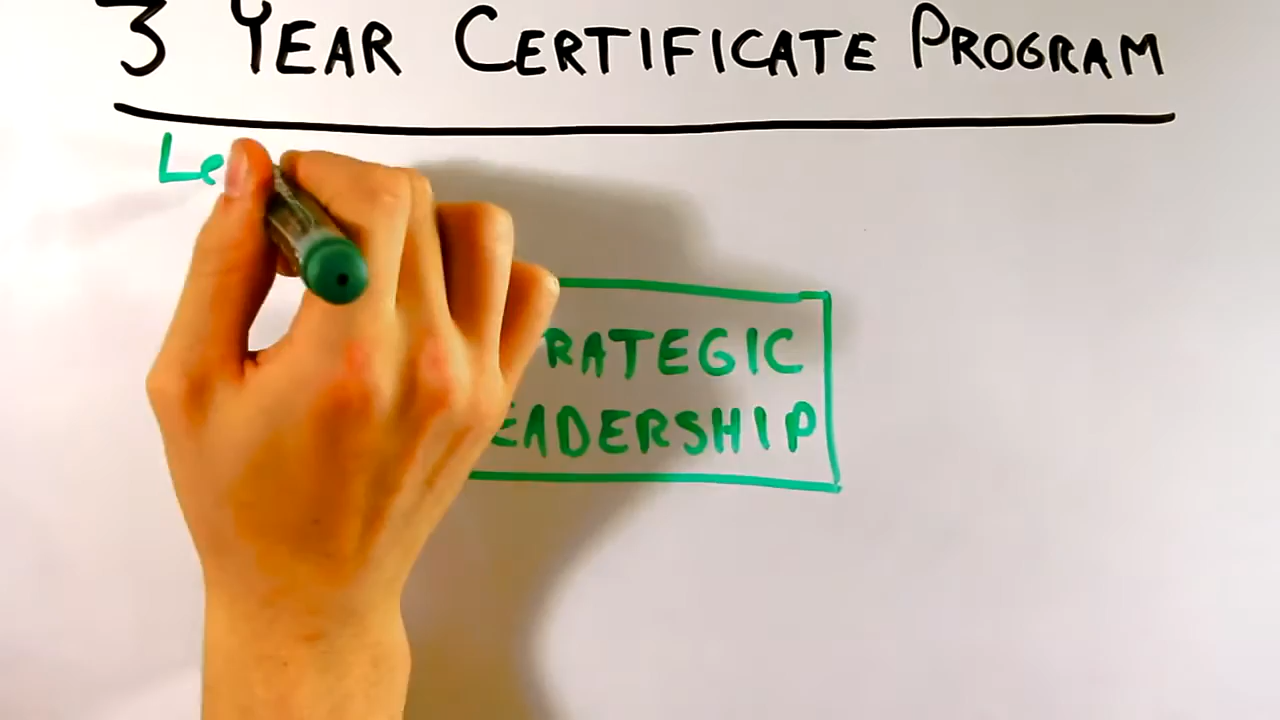 3 YEAR CERTIFICATE PROGRAM
Le
RATEGIC
EADERSHIP